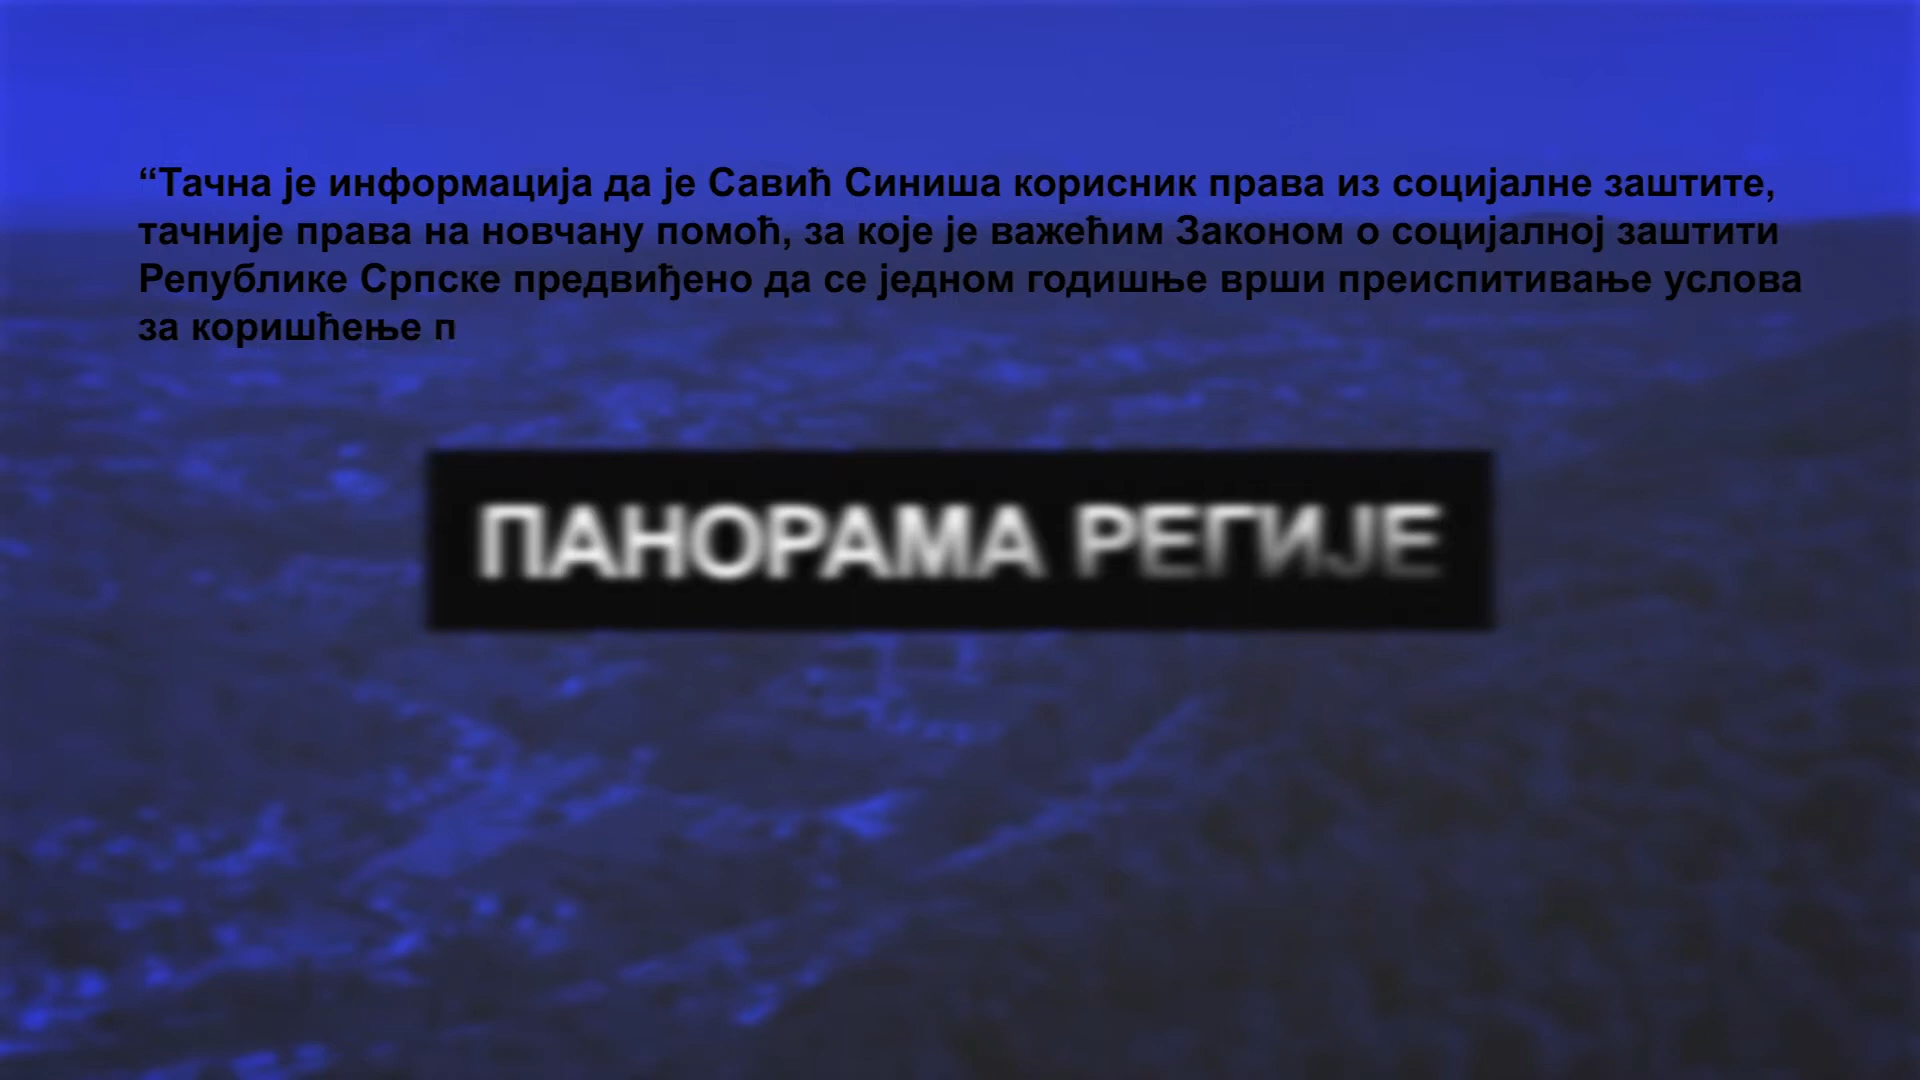 “Тачна је информација да је Савић Синиша корисник права из социјалне заштите,
тачније права на новчану помоћ, за које је важећим Законом о социјалној заштити
Републике Српске предвиђено да се једном годишње врши преиспитивање услова
за коришћење п
ПАНОРАМА РЕГИЈЕ